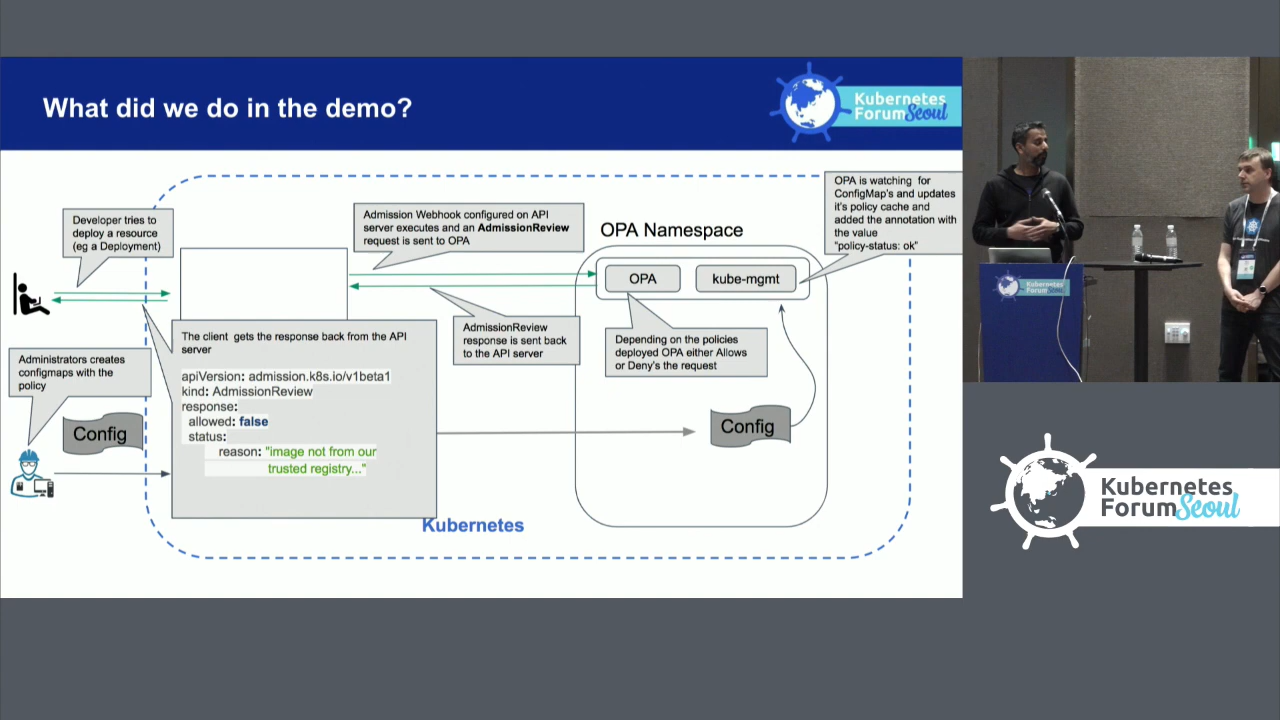 What did we do in the demo?
Kubernetes
Forum Seoul
Developer tries to
deploy a resource
(eg a Deployment)
Admission Webhook configured on API
server executes and an AdmissionReview
request is sent to OPA
OPA Namespace
OPA is watching for
ConfigMap's and updates
it's policy cache and
added the annotation with
the value
"policy-status: ok"
OPA
kube-mgmt
AdmissionReview
response is sent back
to the API server
Depending on the policies
deployed OPA either Allows
or Deny's the request
Administrators creates
configmaps with the
policy
The client gets the response back from the API
server
apiVersion: admission.k8s.io/v1beta1
kind: AdmissionReview
response:
allowed: false
status:
reason: "image not from our
trusted registry..."
Config
Config
Kubernetes
Kubernetes
Forum Seoul
Kubernetes
Forum Seoul